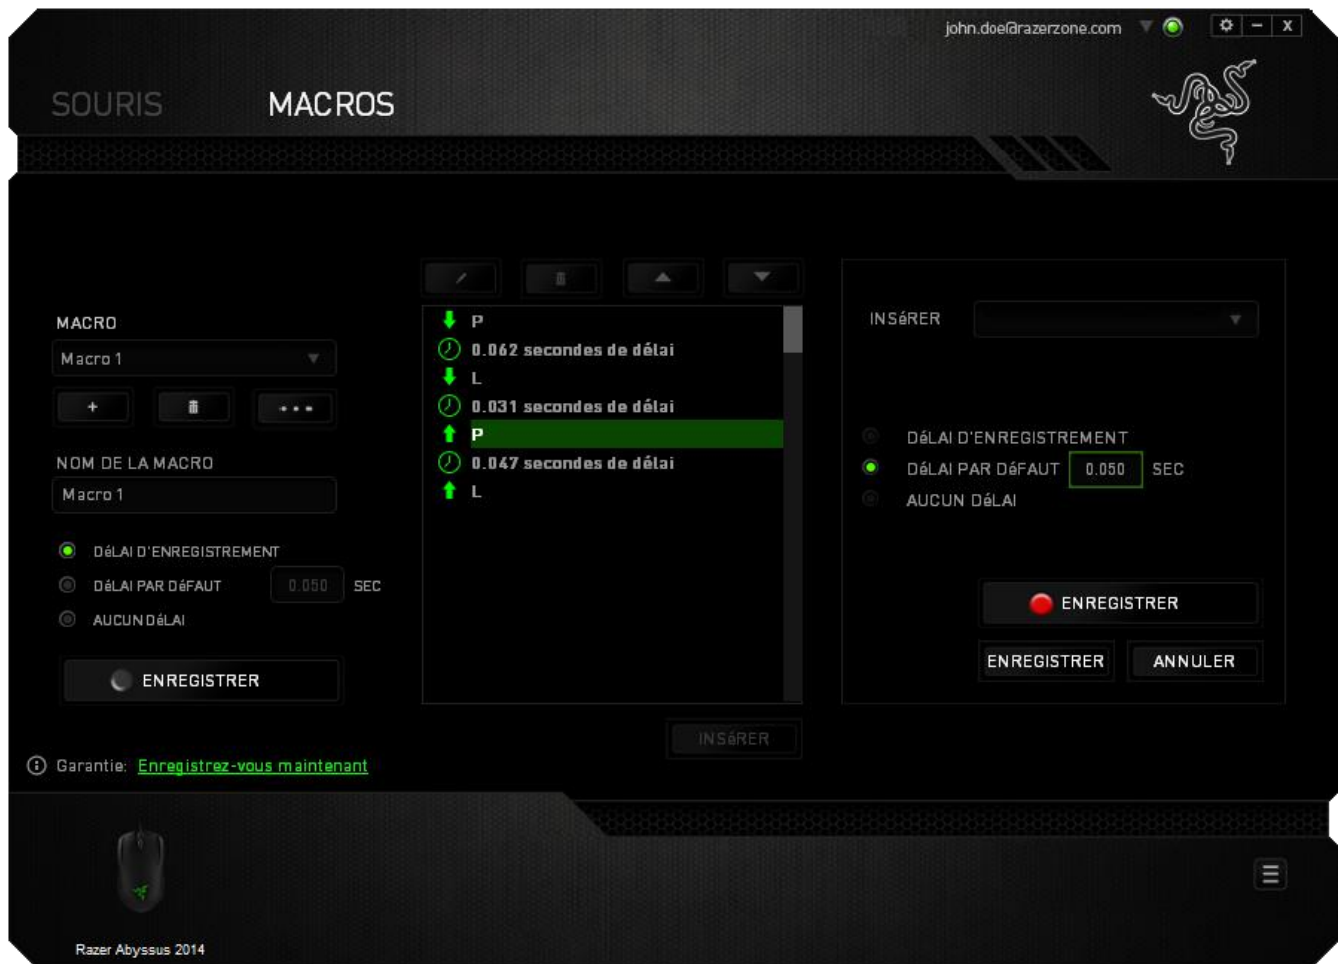 john.doe@razerzone.com
X
SOURIS
MACROS
MACRO
Macro 1
NOM DE LA MACRO
Macro 1
DéLAI D'ENREGISTREMENT
DéLAI PAR DéFAUT 0.050 SEC
AUCUN DéLAI
ENREGISTRER
P
0.062 secondes de délai
L
0.031 secondes de délai
P
0.047 secondes de délai
L
INSéRER
INSéRER
DéLAI D'ENREGISTREMENT
DéLAI PAR DéFAUT 0.050 SEC
AUCUN DéLAI
ENREGISTRER
ENREGISTRER
ANNULER
Garantie: Enregistrez-vous maintenant
Razer Abyssus 2014